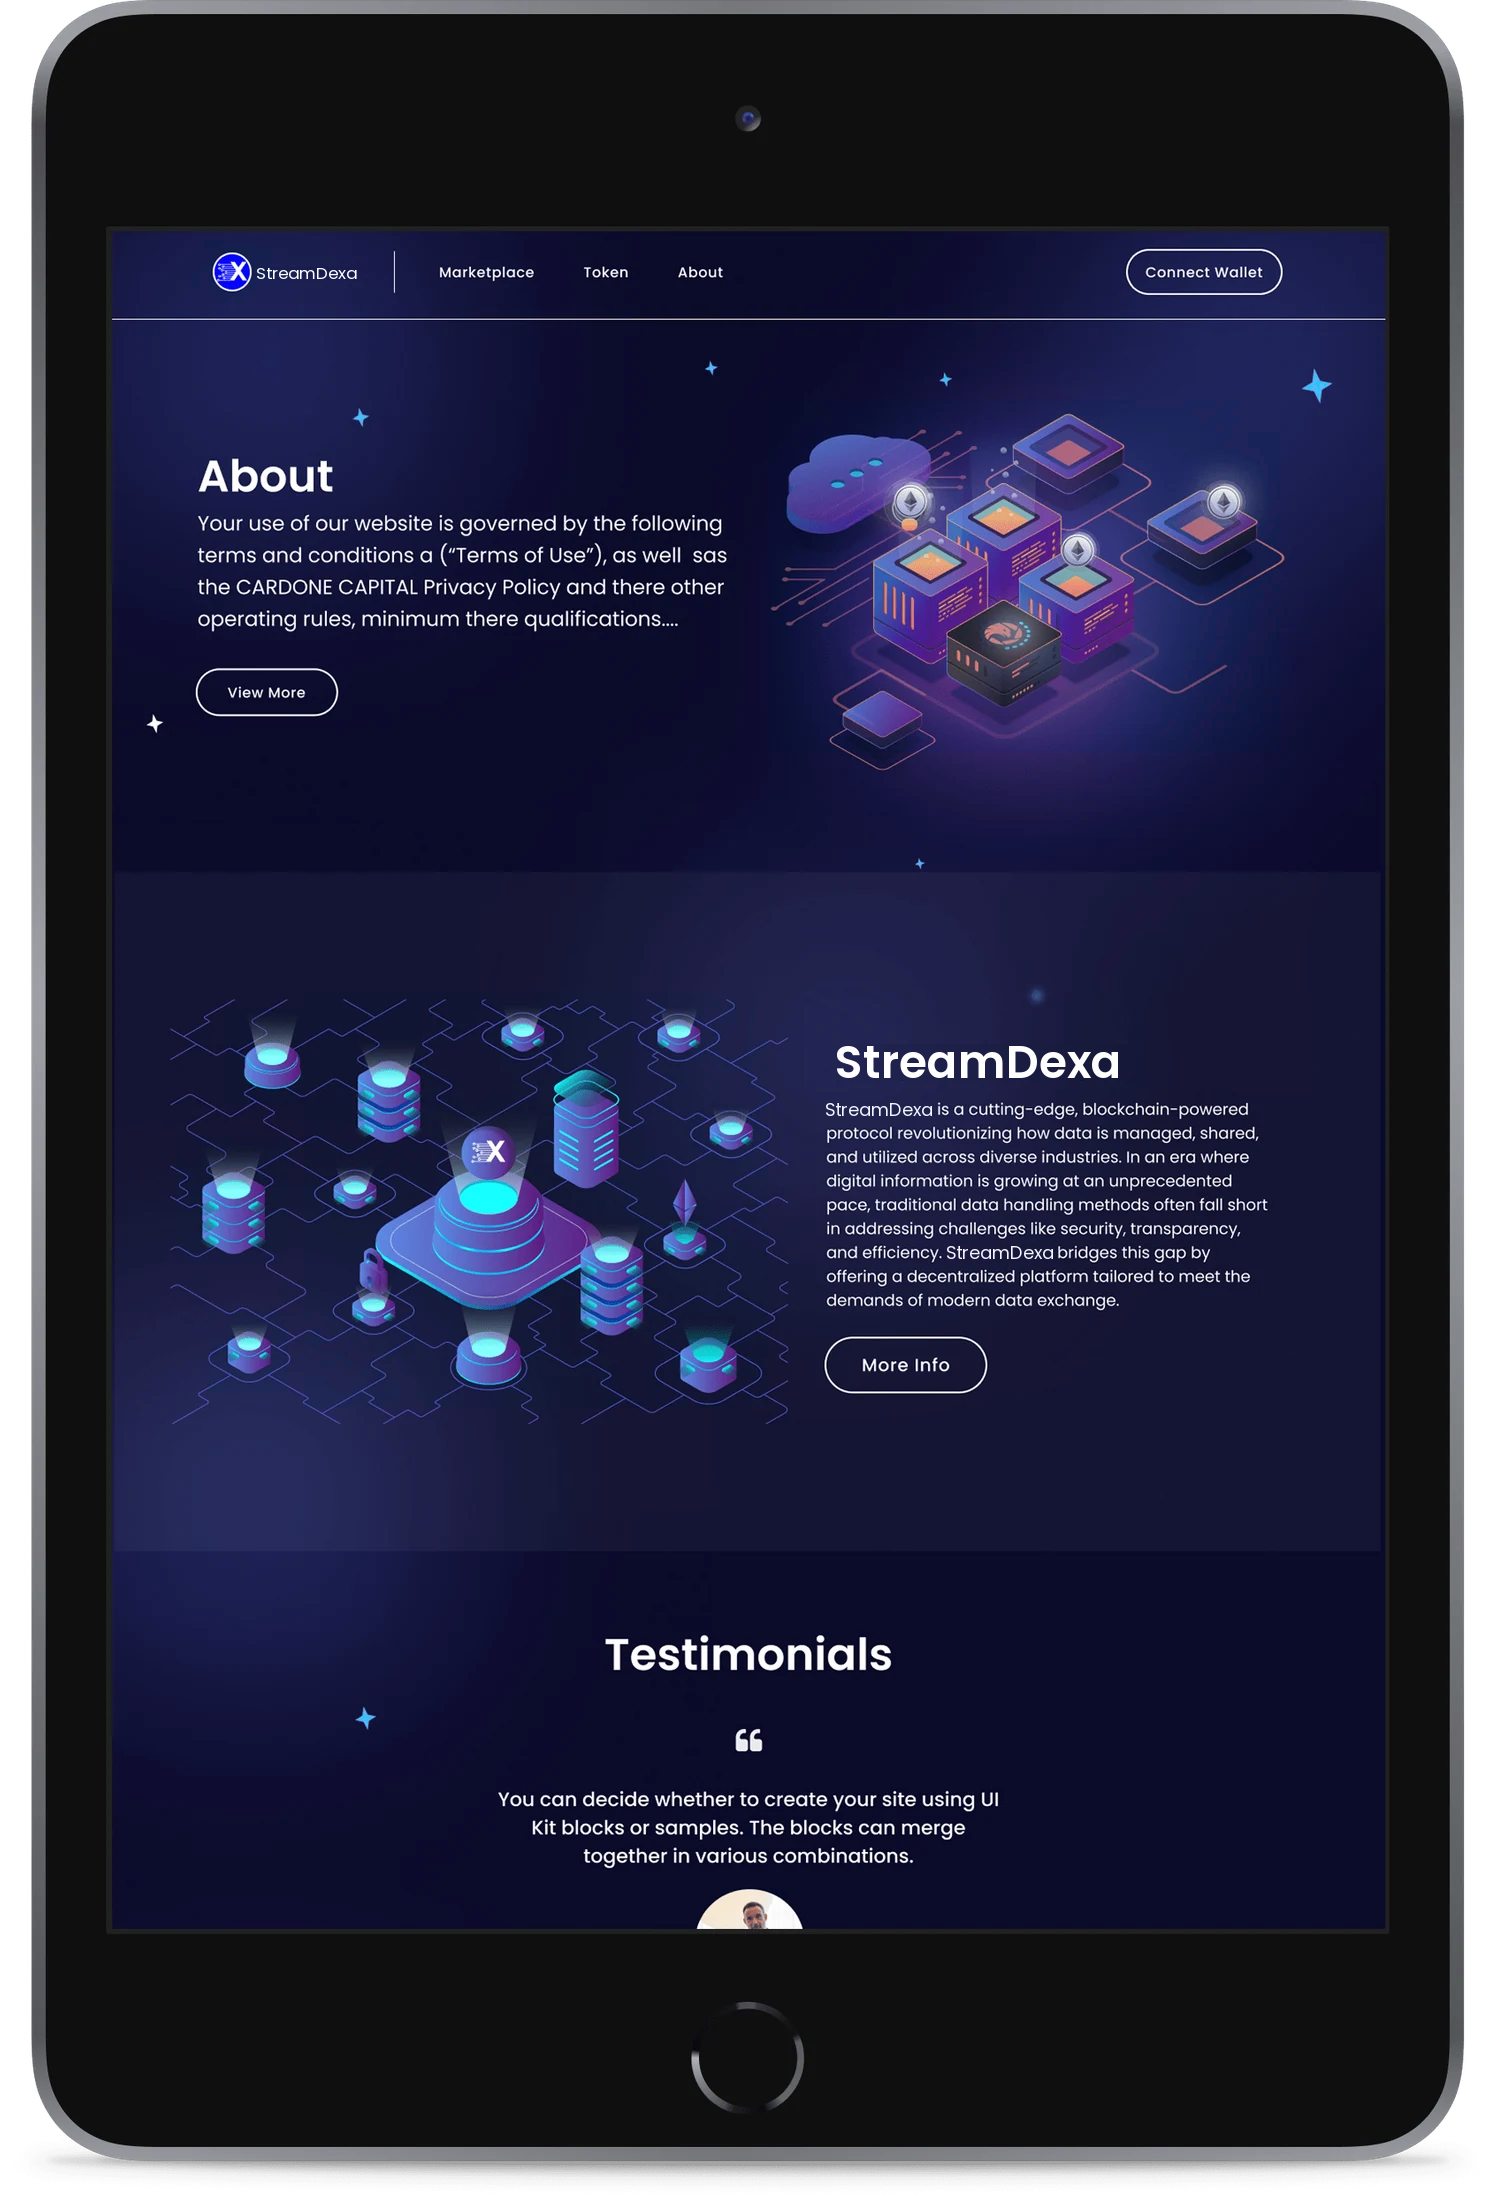 X StreamDexa
Marketplace
Token
About
Connect Wallet
About
Your use of our website is governed by the following
terms and conditions a (“Terms of Use”), as well  sas
the CARDONE CAPITAL Privacy Policy and there other
operating rules, minimum there qualifications....
View More
X
StreamDexa
StreamDexa is a cutting-edge, blockchain-powered
protocol revolutionizing how data is managed, shared,
and utilized across diverse industries. In an era where
digital information is growing at an unprecedented
pace, traditional data handling methods often fall short
in addressing challenges like security, transparency,
and efficiency. StreamDexa bridges this gap by
offering a decentralized platform tailored to meet the
demands of modern data exchange.
More Info
Testimonials
“
You can decide whether to create your site using UI
Kit blocks or samples. The blocks can merge
together in various combinations.